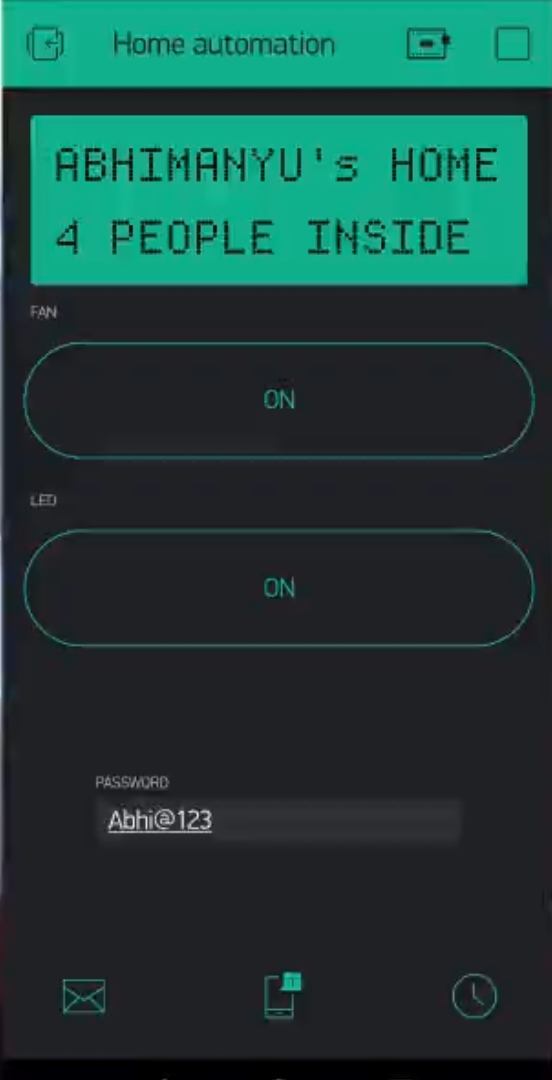 Home automation
ABHIMANYU's HOME
4 PEOPLE INSIDE
FAN
ON
LED
ON
PASSWORD
Abhi@123